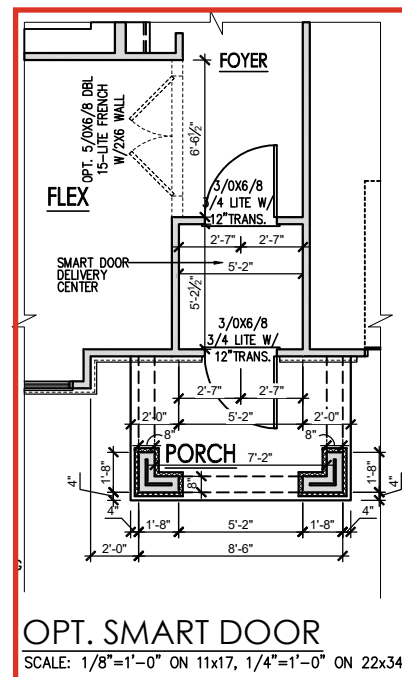 FOYER
OPT. 5/0X6/8 DBL
15-LITE FRENCH
W/2X6 WALL
6'-6½"
FLEX
3/0X6/8
3/4 LITE W/
12"TRANS.
2'-7" 2'-7"
SMART DOOR
DELIVERY
CENTER
5'-2"
5'-2½"
3/0X6/8
3/4 LITE W/
12"TRANS.
2'-7" 2'-7"
2'-0" 5'-2" 2'-0"
8" 8"
PORCH
7'-2"
1'-8" 1'-8"
8"
4" 4"
4" 1'-8" 5'-2" 1'-8" 4"
2'-0" 8'-6"
OPT. SMART DOOR
SCALE: 1/8"=1'-0" ON 11x17, 1/4"=1'-0" ON 22x34